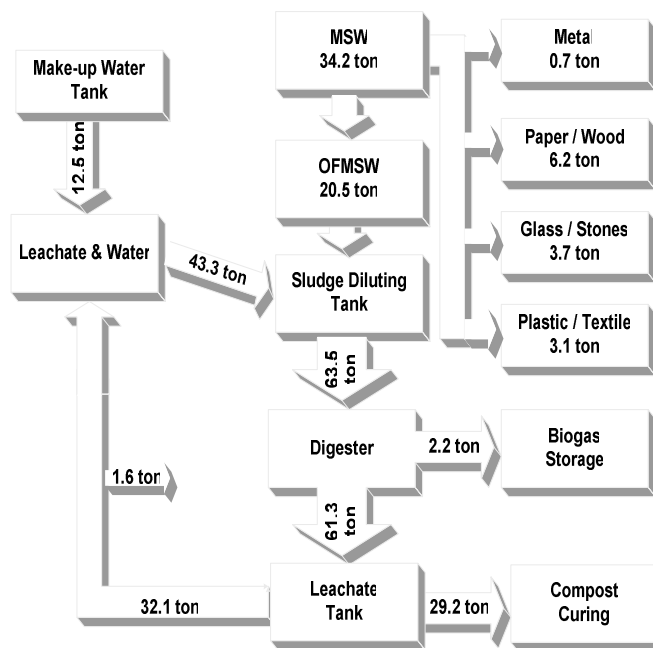 MSW
34.2 ton
Metal
0.7 ton
Make-up Water
Tank
12.5 ton
OFMSW
20.5 ton
Paper / Wood
6.2 ton
Leachate & Water
43.3 ton
Sludge Diluting
Tank
Glass / Stones
3.7 ton
Plastic / Textile
3.1 ton
63.5
ton
Digester
2.2 ton
Biogas
Storage
1.6 ton
61.3
ton
32.1 ton
Leachate
Tank
29.2 ton
Compost
Curing